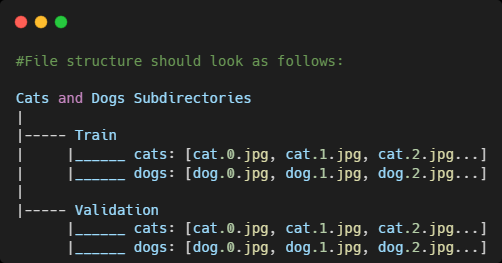 #File structure should look as follows:
Cats and Dogs Subdirectories
|
|----- Train
|     |______ cats: [cat.0.jpg, cat.1.jpg, cat.2.jpg...]
|     |______ dogs: [dog.0.jpg, dog.1.jpg, dog.2.jpg...]
|
|----- Validation
      |______ cats: [cat.0.jpg, cat.1.jpg, cat.2.jpg...]
      |______ dogs: [dog.0.jpg, dog.1.jpg, dog.2.jpg...]